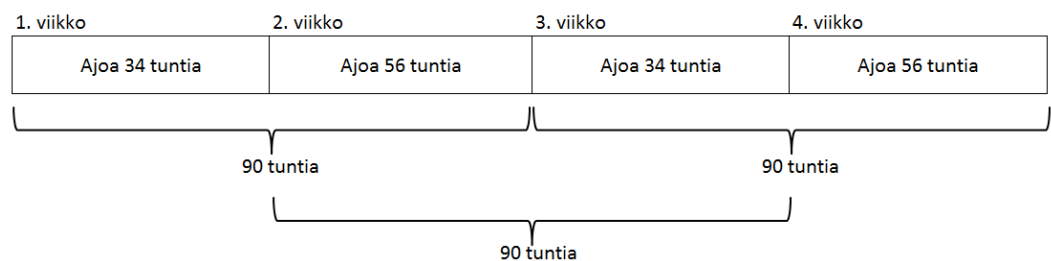 1. viikko 2. viikko 3. viikko 4. viikko
Ajoa 34 tuntia Ajoa 56 tuntia Ajoa 34 tuntia Ajoa 56 tuntia
90 tuntia 90 tuntia
90 tuntia